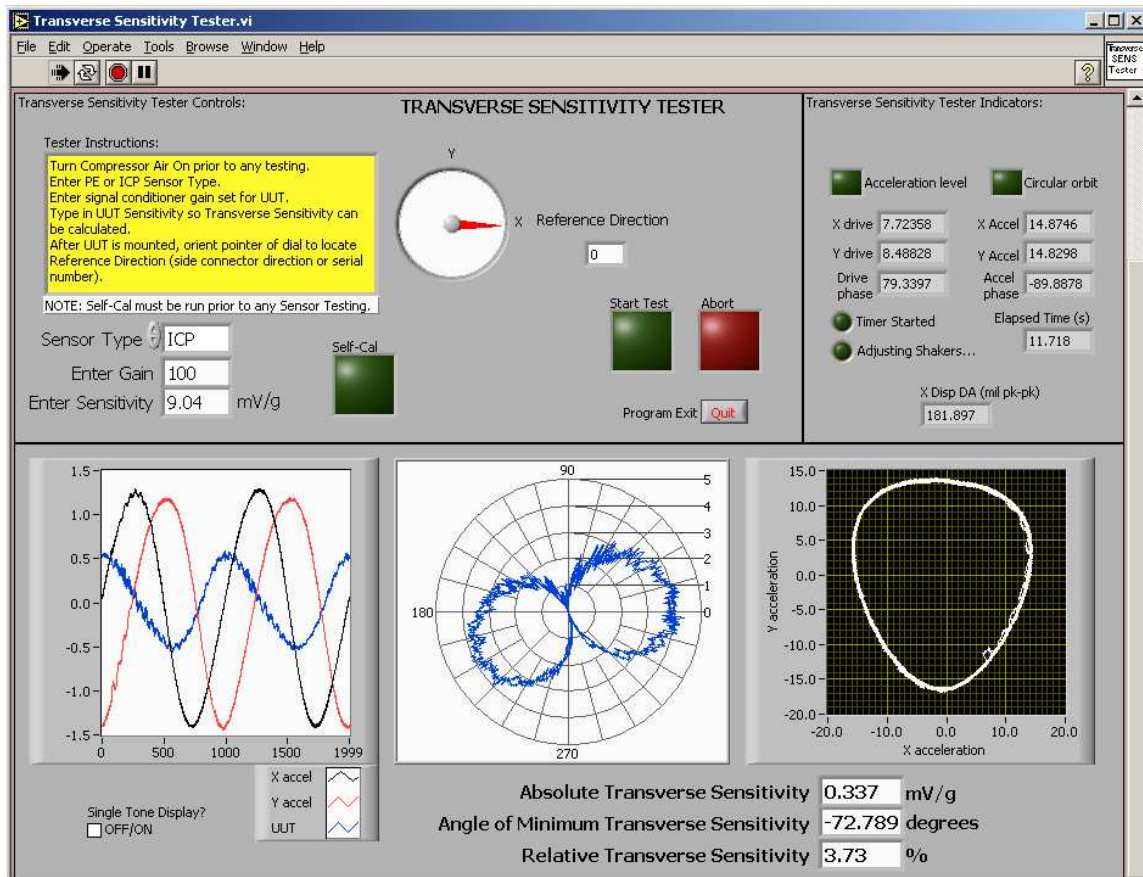 Transverse Sensitivity Tester.vi
File Edit Operate Tools Browse Window Help
Transverse
SENS
Tester
Transverse Sensitivity Tester Controls:
TRANSVERSE SENSITIVITY TESTER
Transverse Sensitivity Tester Indicators:
Tester Instructions:
Turn Compressor Air On prior to any testing.
Enter PE or ICP Sensor Type.
Enter signal conditioner gain set for UUT.
Type in UUT Sensitivity so Transverse Sensitivity can
be calculated.
After UUT is mounted, orient pointer of dial to locate
Reference Direction (side connector direction or serial
number).
NOTE: Self-Cal must be run prior to any Sensor Testing.
Sensor Type ICP
Enter Gain 100
Enter Sensitivity 9.04 mV/g
Self-Cal
Y
X
Reference Direction
0
Start Test
Abort
Program Exit Quit
Acceleration level
Circular orbit
X drive 7.72358
X Accel 14.8746
Y drive 8.48828
Y Accel 14.8298
Drive
phase
79.3397
Accel
phase
-89.8878
Timer Started
Adjusting Shakers...
Elapsed Time (s)
11.718
X Disp DA (mil pk-pk)
181.897
1.5
1.0
0.5
0.0
-0.5
-1.0
-1.5
0 500 1000 1500 1999
X accel
Y accel
UUT
Single Tone Display?
OFF/ON
90
180
270
0
5
4
3
2
1
0
15.0
10.0
5.0
0.0
-5.0
-10.0
-15.0
-20.0
Y acceleration
-20.0 -10.0 0.0 10.0 20.0
X acceleration
Absolute Transverse Sensitivity 0.337 mV/g
Angle of Minimum Transverse Sensitivity -72.789 degrees
Relative Transverse Sensitivity 3.73 %